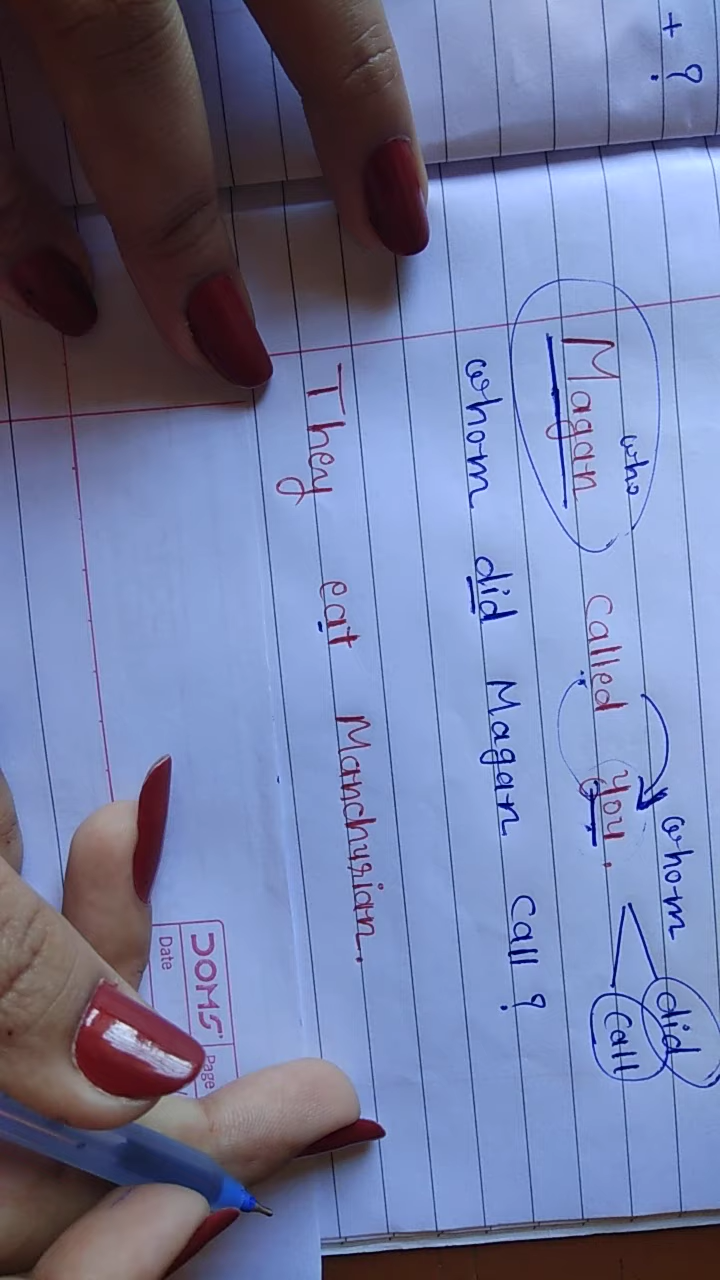 + ?
who whom did
Magan called you. call
whom did Magan call ?
They eat Manchurian.
DOMS
Date
Page